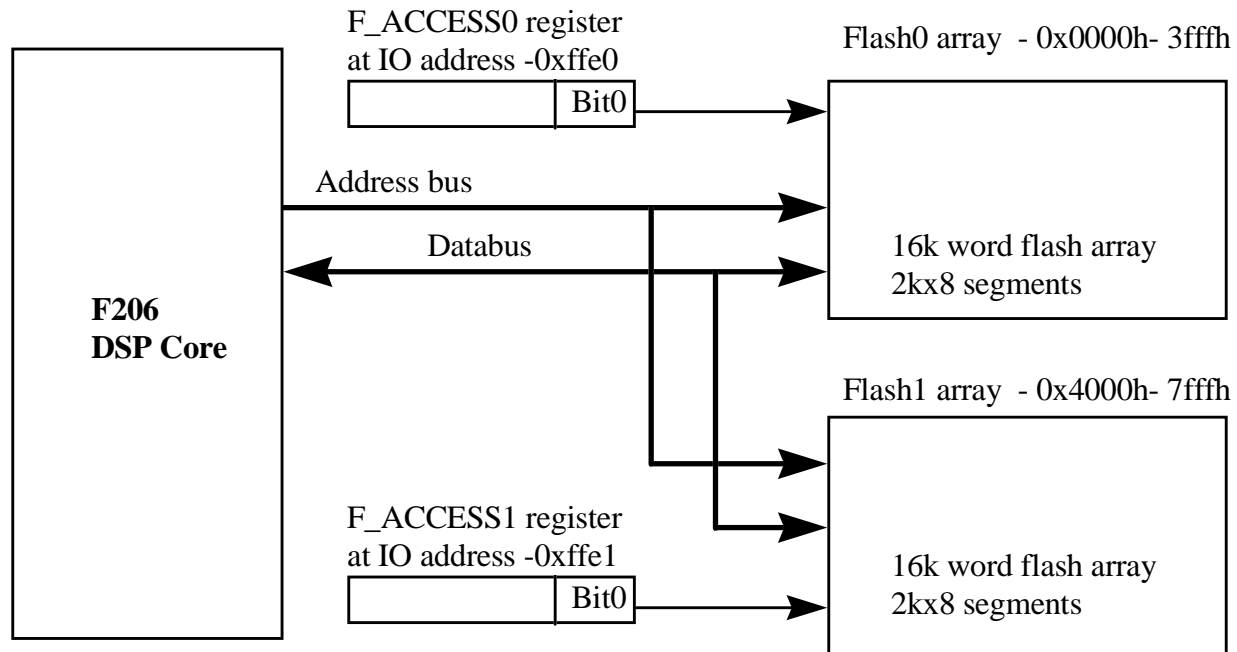 F_ACCESS0 register
at IO address -0xffe0
Bit0
Flash0 array - 0x0000h- 3fffh
Address bus
Databus
16k word flash array
2kx8 segments
F206
DSP Core
Flash1 array - 0x4000h- 7fffh
F_ACCESS1 register
at IO address -0xffe1
Bit0
16k word flash array
2kx8 segments